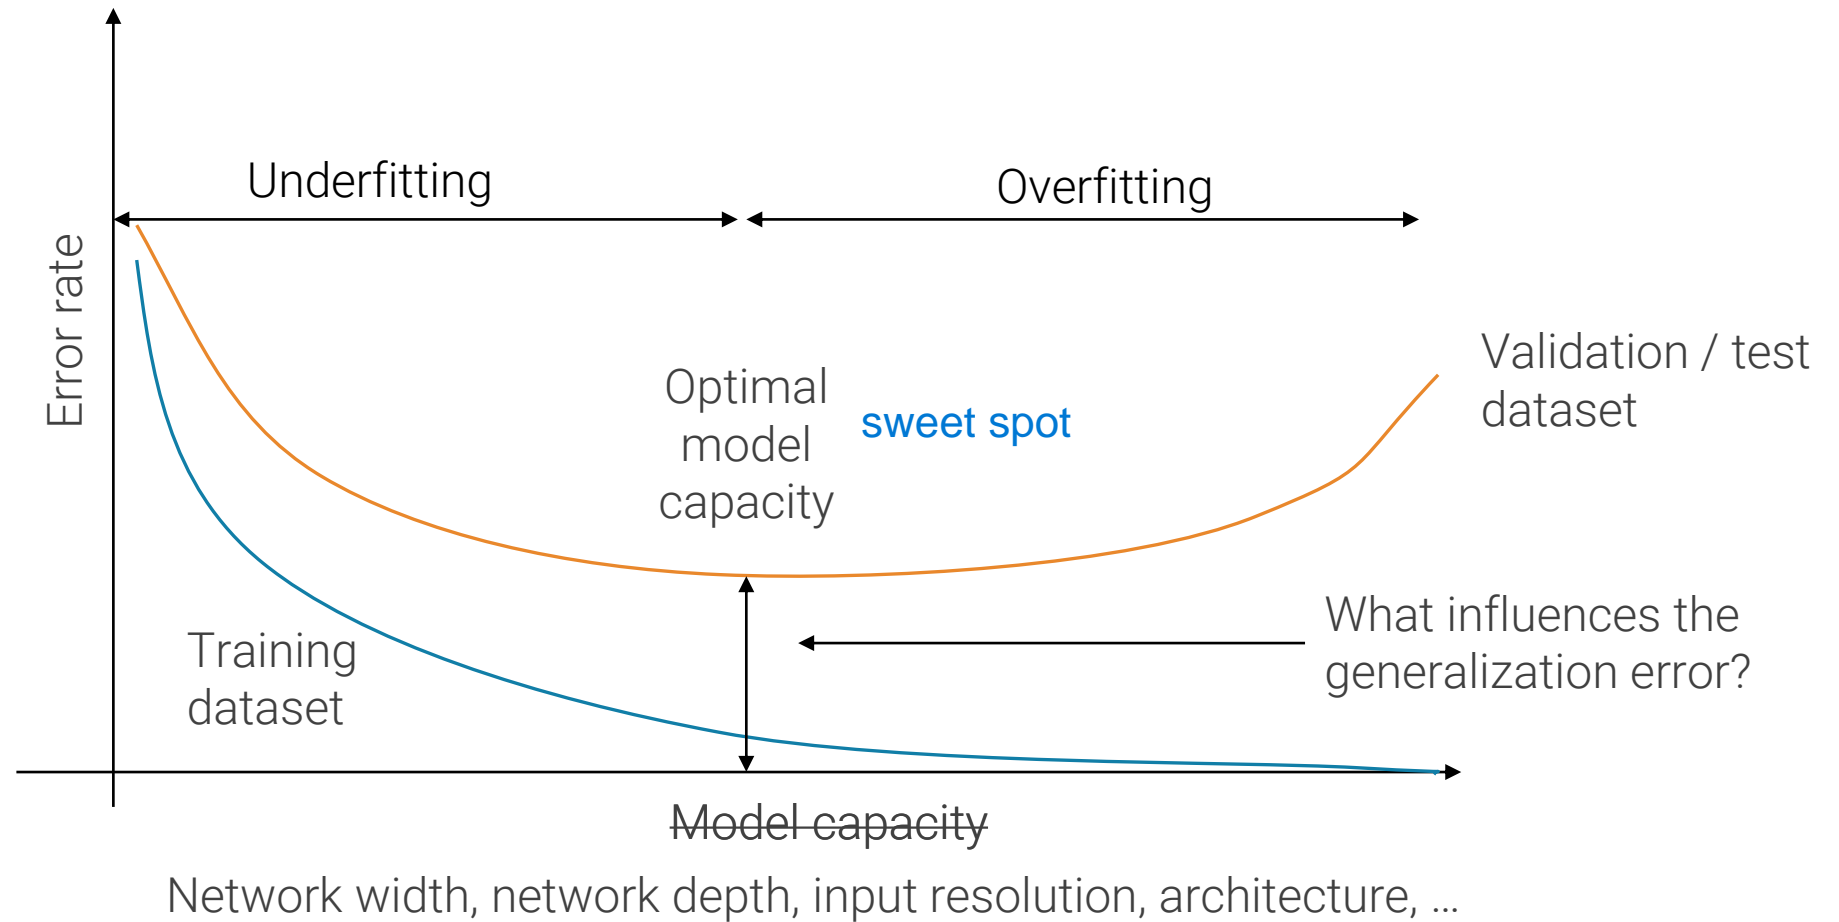 Underfitting
Overfitting
Error rate
Optimal
model
capacity
sweet spot
Validation / test
dataset
Training
dataset
What influences the
generalization error?
Model capacity
Network width, network depth, input resolution, architecture, ...